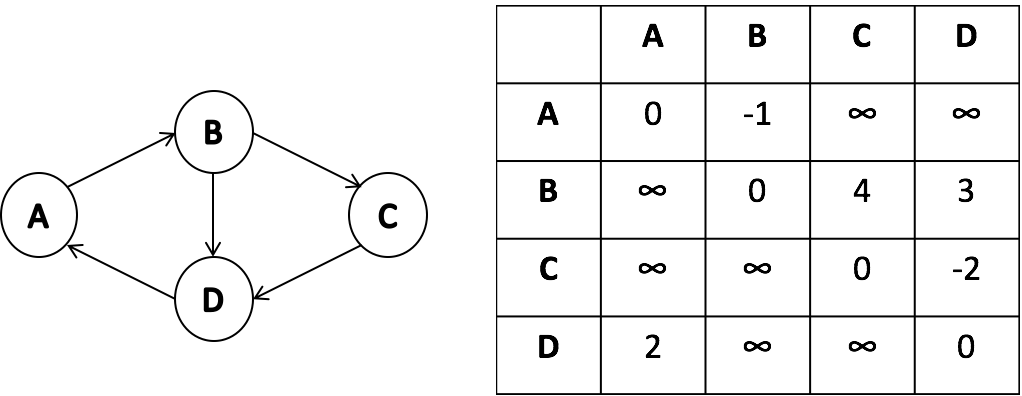 B
A
C
D
A B C D
A 0 -1 ∞ ∞
B ∞ 0 4 3
C ∞ ∞ 0 -2
D 2 ∞ ∞ 0